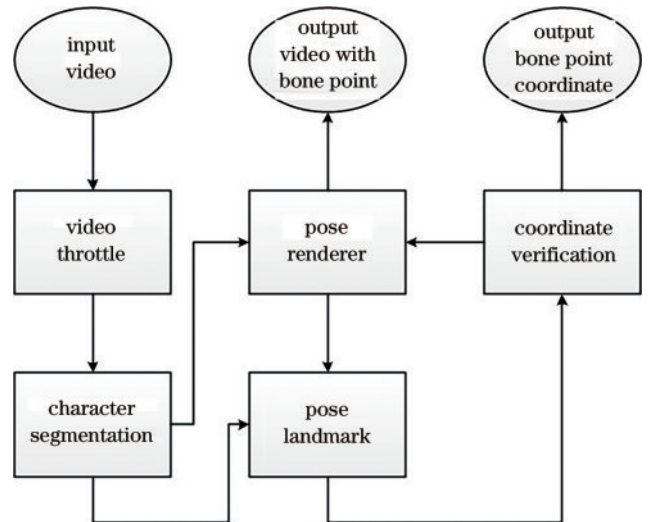 input
video
output
video with
bone point
output
bone point
coordinate
video
throttle
pose
renderer
coordinate
verification
character
segmentation
pose
landmark